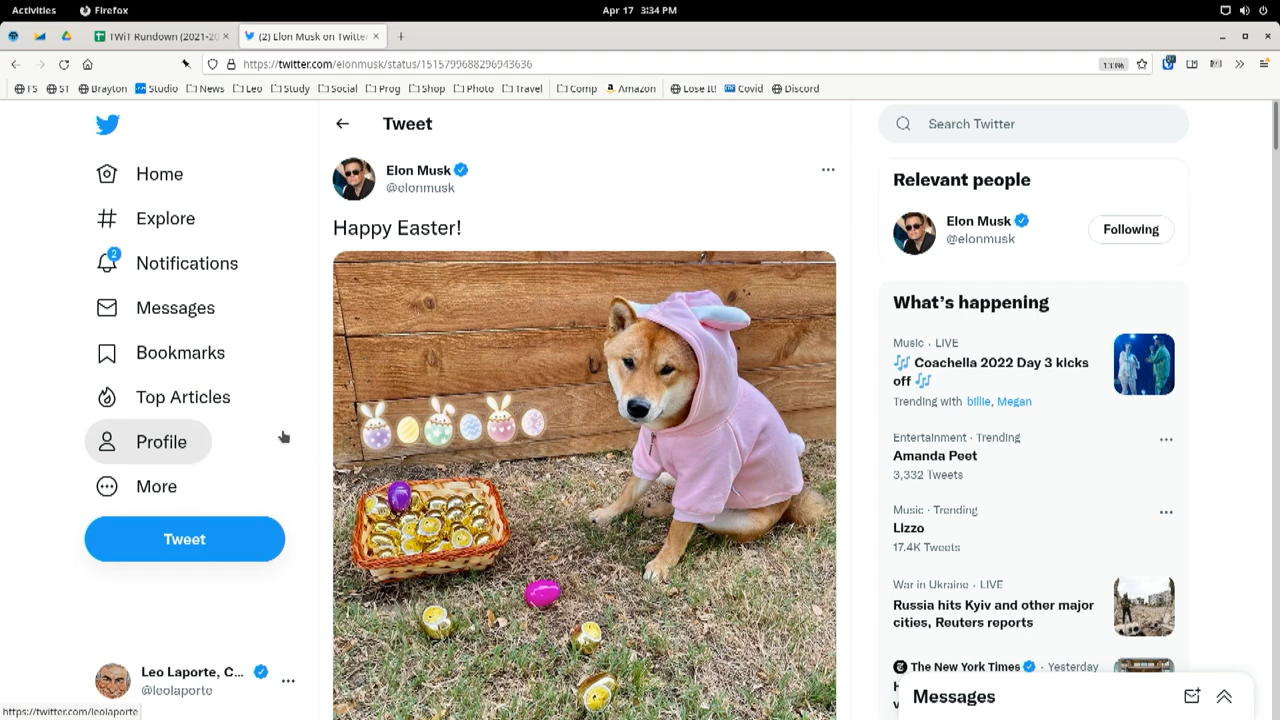 Activities
Firefox
Apr 17 3:34 PM
TWiT Rundown (2021-20
(2) Elon Musk on Twitter
https://twitter.com/elonmusk/status/1515799688296943636
133%
FS
ST
Brayton
Studio
News
Leo
Study
Social
Prog
Shop
Photo
Travel
Comp
Amazon
Lose It!
Covid
Discord
Home
Explore
2
Notifications
Messages
Bookmarks
Top Articles
Profile
More
Tweet
Leo Laporte, C...
@leolaporte
https://twitter.com/leolaporte
Tweet
Elon Musk
@elonmusk
Happy Easter!
Search Twitter
Relevant people
Elon Musk
@elonmusk
Following
What's happening
Music · LIVE
🎶 Coachella 2022 Day 3 kicks
off 🎶
Trending with billie, Megan
Entertainment · Trending
Amanda Peet
3,332 Tweets
Music · Trending
Lizzo
17.4K Tweets
War in Ukraine · LIVE
Russia hits Kyiv and other major
cities, Reuters reports
The New York Times · Yesterday
Messages